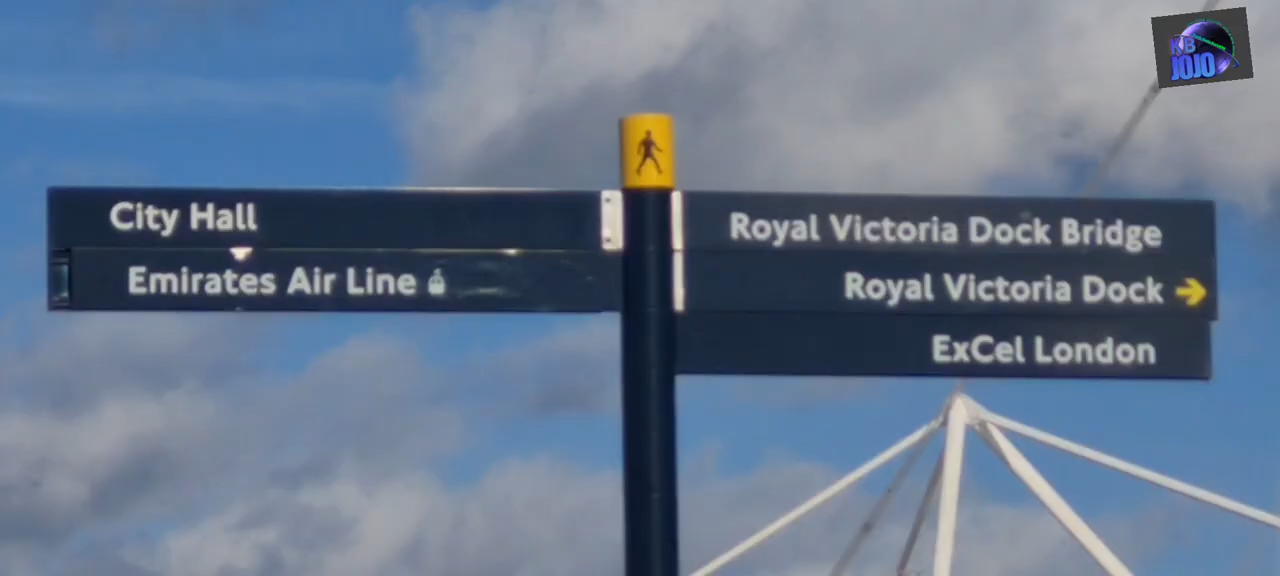 KB
JOJO
City Hall
Emirates Air Line
Royal Victoria Dock Bridge
Royal Victoria Dock
ExCel London